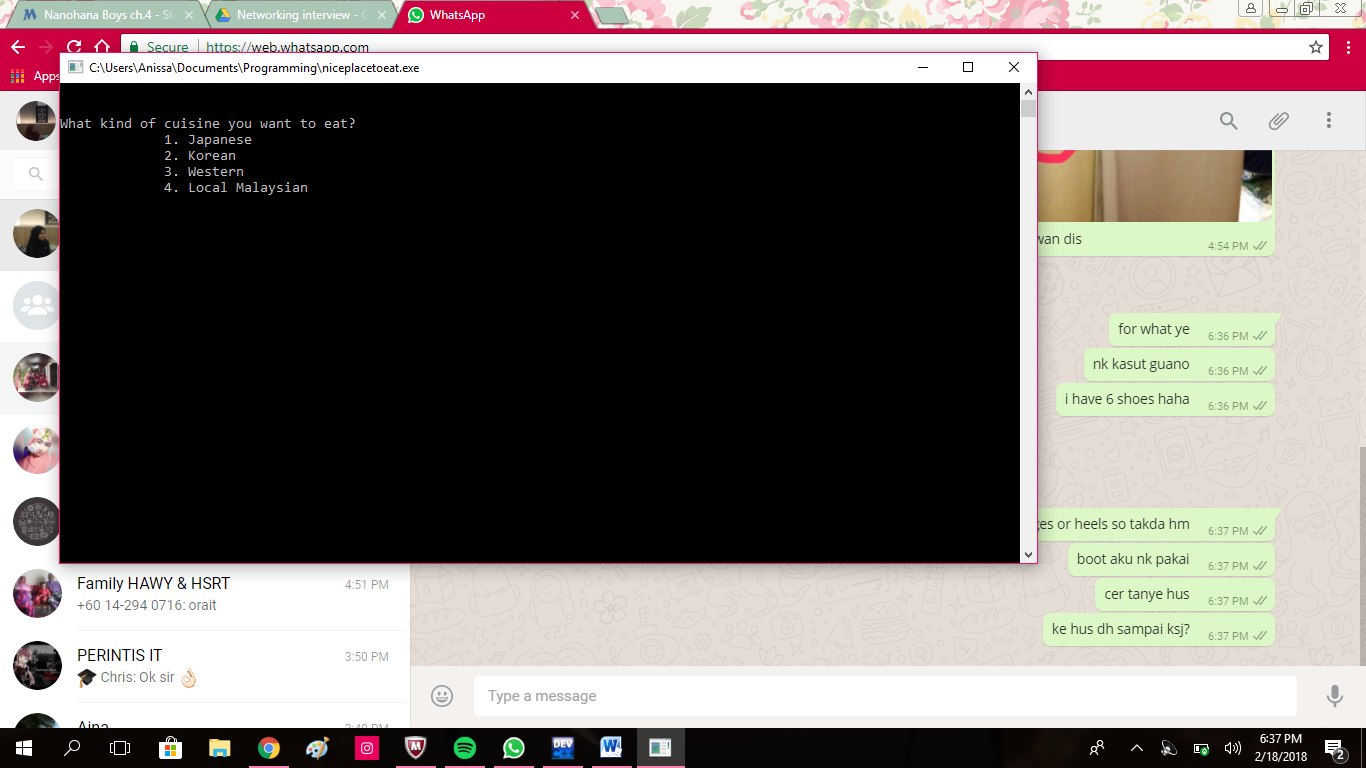 Nanohana Boys ch.4 - St
Networking interview - G
WhatsApp
Secure
https://web.whatsapp.com
Apps
C:\Users\Anissa\Documents\Programming\niceplacetoeat.exe
What kind of cuisine you want to eat?
1. Japanese
2. Korean
3. Western
4. Local Malaysian
wan dis
4:54 PM
for what ye
6:36 PM
nk kasut guano
6:36 PM
i have 6 shoes haha
6:36 PM
or heels so takda hm
6:37 PM
boot aku nk pakai
6:37 PM
cer tanye hus
6:37 PM
ke hus dh sampai ksj?
6:37 PM
Family HAWY & HSRT
4:51 PM
+60 14-294 0716: orait
PERINTIS IT
3:50 PM
Chris: Ok sir
Aina
Type a message
DEV
W
6:37 PM
2/18/2018
2